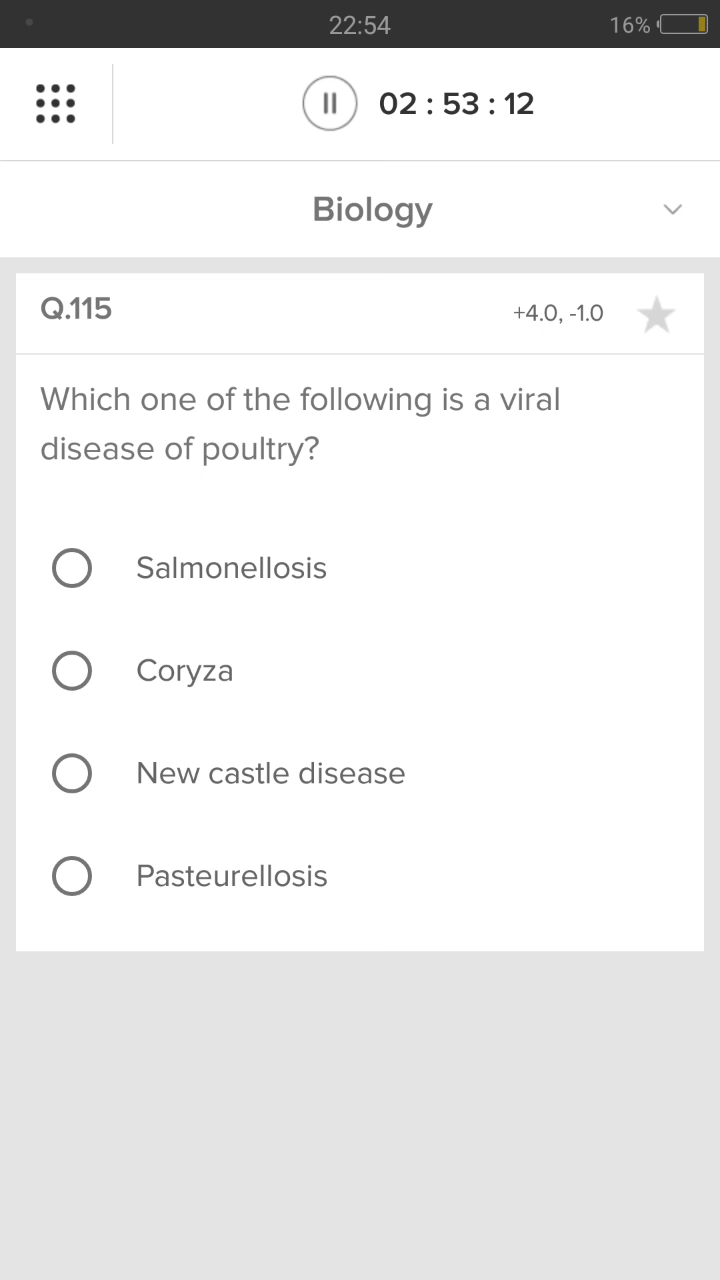 22:54 16%
02 : 53 : 12
Biology
Q.115 +4.0, -1.0
Which one of the following is a viral
disease of poultry?
Salmonellosis
Coryza
New castle disease
Pasteurellosis